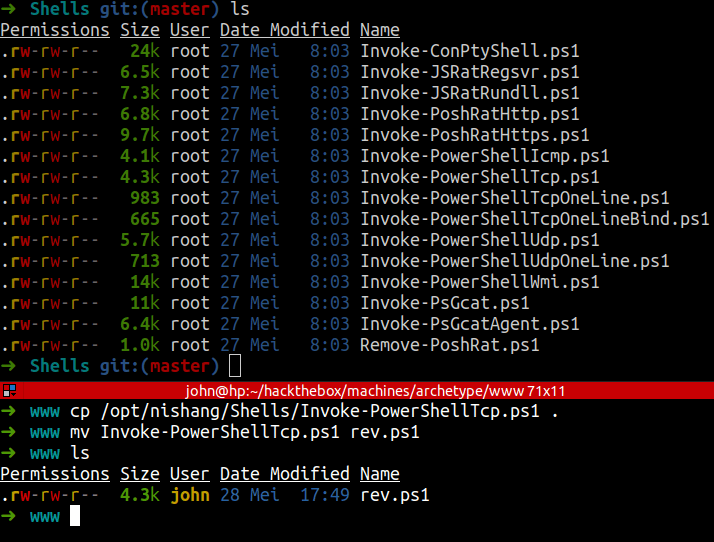 ➜ Shells git:(master) ls
Permissions Size User Date Modified Name
.rw-rw-r-- 24k root 27 Mei 8:03 Invoke-ConPtyShell.ps1
.rw-rw-r-- 6.5k root 27 Mei 8:03 Invoke-JSRatRegsvr.ps1
.rw-rw-r-- 7.3k root 27 Mei 8:03 Invoke-JSRatRundll.ps1
.rw-rw-r-- 6.8k root 27 Mei 8:03 Invoke-PoshRatHttp.ps1
.rw-rw-r-- 9.7k root 27 Mei 8:03 Invoke-PoshRatHttps.ps1
.rw-rw-r-- 4.1k root 27 Mei 8:03 Invoke-PowerShellIcmp.ps1
.rw-rw-r-- 4.3k root 27 Mei 8:03 Invoke-PowerShellTcp.ps1
.rw-rw-r-- 983 root 27 Mei 8:03 Invoke-PowerShellTcpOneLine.ps1
.rw-rw-r-- 665 root 27 Mei 8:03 Invoke-PowerShellTcpOneLineBind.ps1
.rw-rw-r-- 5.7k root 27 Mei 8:03 Invoke-PowerShellUdp.ps1
.rw-rw-r-- 713 root 27 Mei 8:03 Invoke-PowerShellUdpOneLine.ps1
.rw-rw-r-- 14k root 27 Mei 8:03 Invoke-PowerShellWmi.ps1
.rw-rw-r-- 11k root 27 Mei 8:03 Invoke-PsGcat.ps1
.rw-rw-r-- 6.4k root 27 Mei 8:03 Invoke-PsGcatAgent.ps1
.rw-rw-r-- 1.0k root 27 Mei 8:03 Remove-PoshRat.ps1
➜ Shells git:(master)
john@hp:~/hackthebox/machines/archetype/www 71x11
➜ www cp /opt/nishang/Shells/Invoke-PowerShellTcp.ps1 .
➜ www mv Invoke-PowerShellTcp.ps1 rev.ps1
➜ www ls
Permissions Size User Date Modified Name
.rw-rw-r-- 4.3k john 28 Mei 17:49 rev.ps1
➜ www